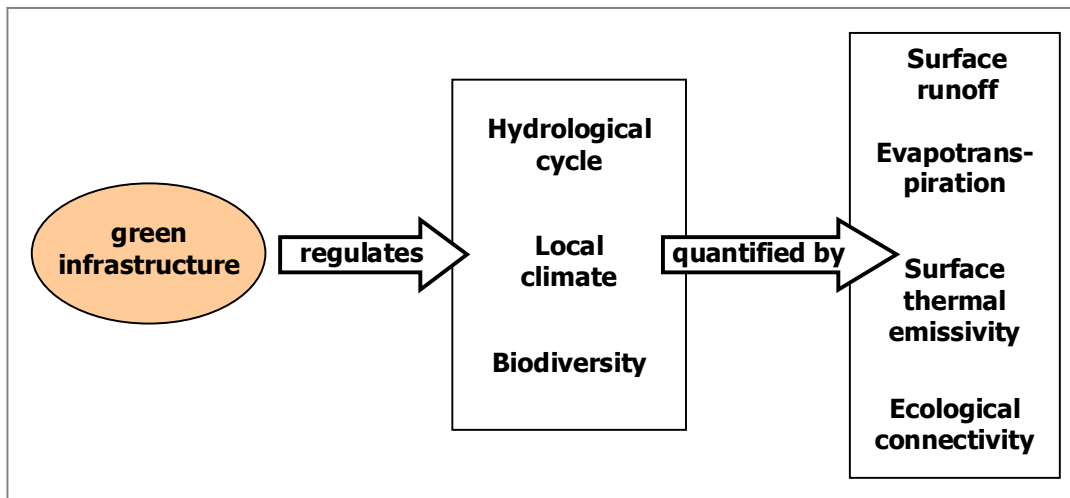 green
infrastructure
regulates
Hydrological
cycle
Local
climate
Biodiversity
quantified by
Surface
runoff
Evapotrans-
piration
Surface
thermal
emissivity
Ecological
connectivity